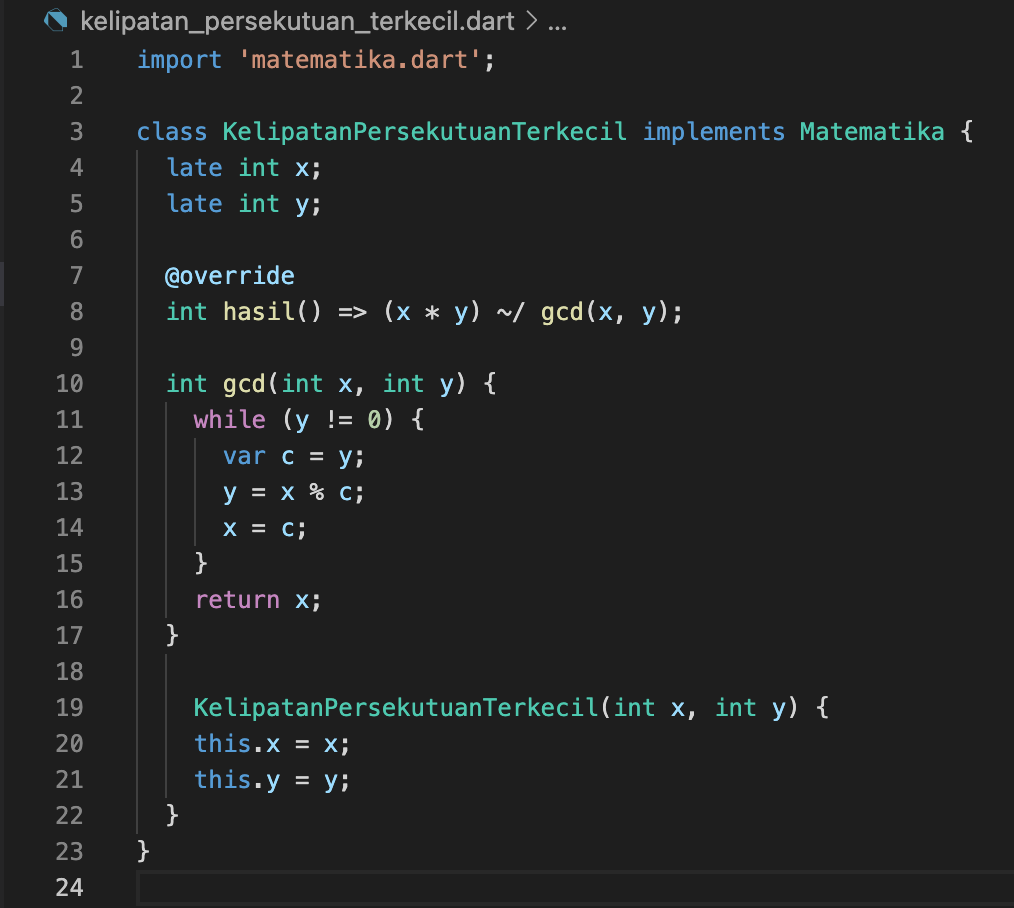 kelipatan_persekutuan_terkecil.dart > ...
1 import 'matematika.dart';
2
3 class KelipatanPersekutuanTerkecil implements Matematika {
4 late int x;
5 late int y;
6
7 @override
8 int hasil() => (x * y) ~/ gcd(x, y);
9
10 int gcd(int x, int y) {
11 while (y != 0) {
12 var c = y;
13 y = x % c;
14 x = c;
15 }
16 return x;
17 }
18
19 KelipatanPersekutuanTerkecil(int x, int y) {
20 this.x = x;
21 this.y = y;
22 }
23 }
24